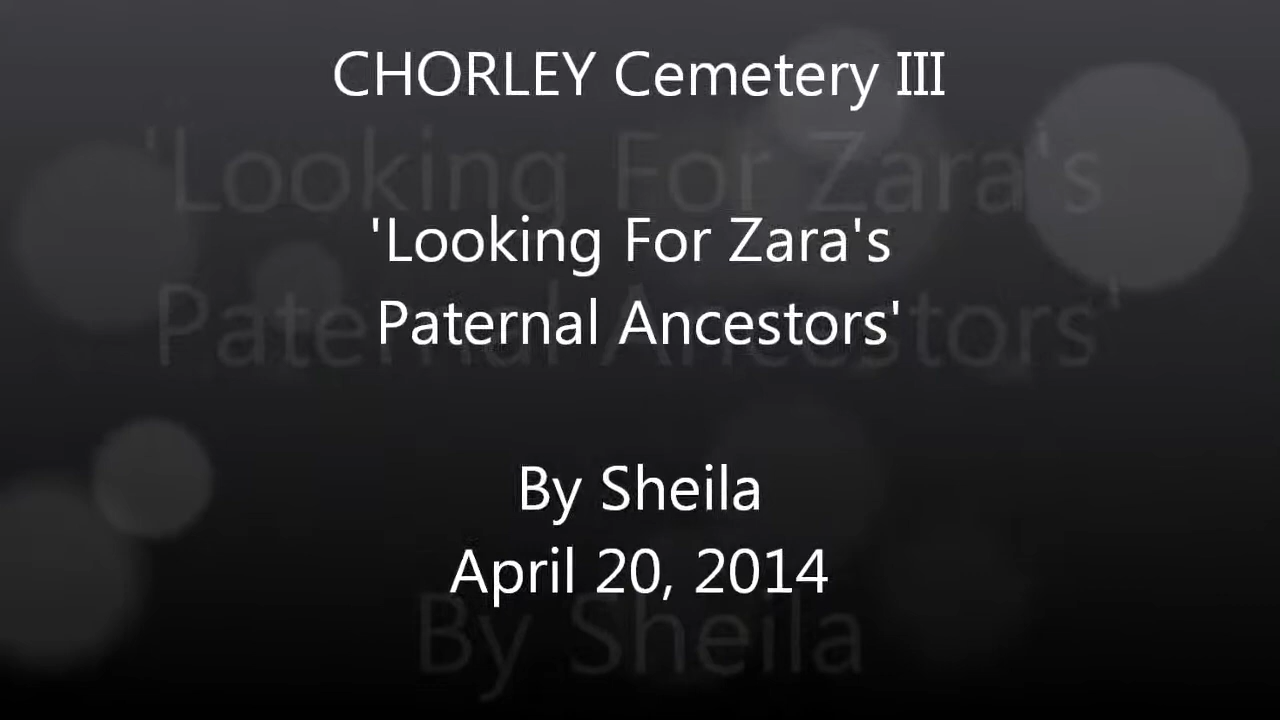 CHORLEY Cemetery III
'Looking For Zara's
Paternal Ancestors'
By Sheila
April 20, 2014